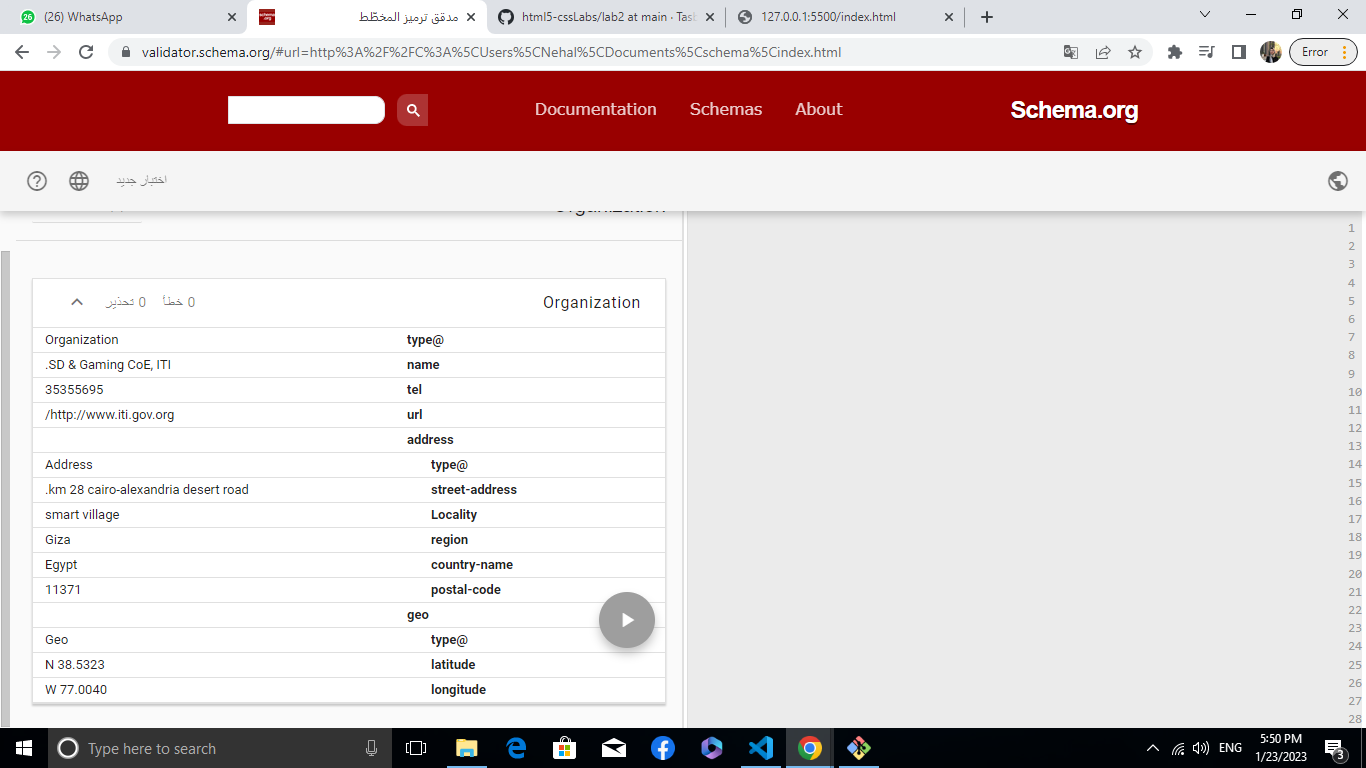 (26) WhatsApp
مدقق ترميز المخطّط
html5-cssLabs/lab2 at main · Tasb
127.0.0.1:5500/index.html
validator.schema.org/#url=http%3A%2F%2FC%3A%5CUsers%5CNehal%5CDocuments%5Cschema%5Cindex.html
Error
Documentation Schemas About Schema.org
اختبار جديد
Organization
Organization
0 خطأ 0 تحذير
Organization type@
.SD & Gaming CoE, ITI name
35355695 tel
/http://www.iti.gov.org url
address
Address type@
.km 28 cairo-alexandria desert road street-address
smart village Locality
Giza region
Egypt country-name
11371 postal-code
geo
Geo type@
N 38.5323 latitude
W 77.0040 longitude
1
2
3
4
5
6
7
8
9
10
11
12
13
14
15
16
17
18
19
20
21
22
23
24
25
26
27
28
Type here to search
ENG
5:50 PM
1/23/2023
3